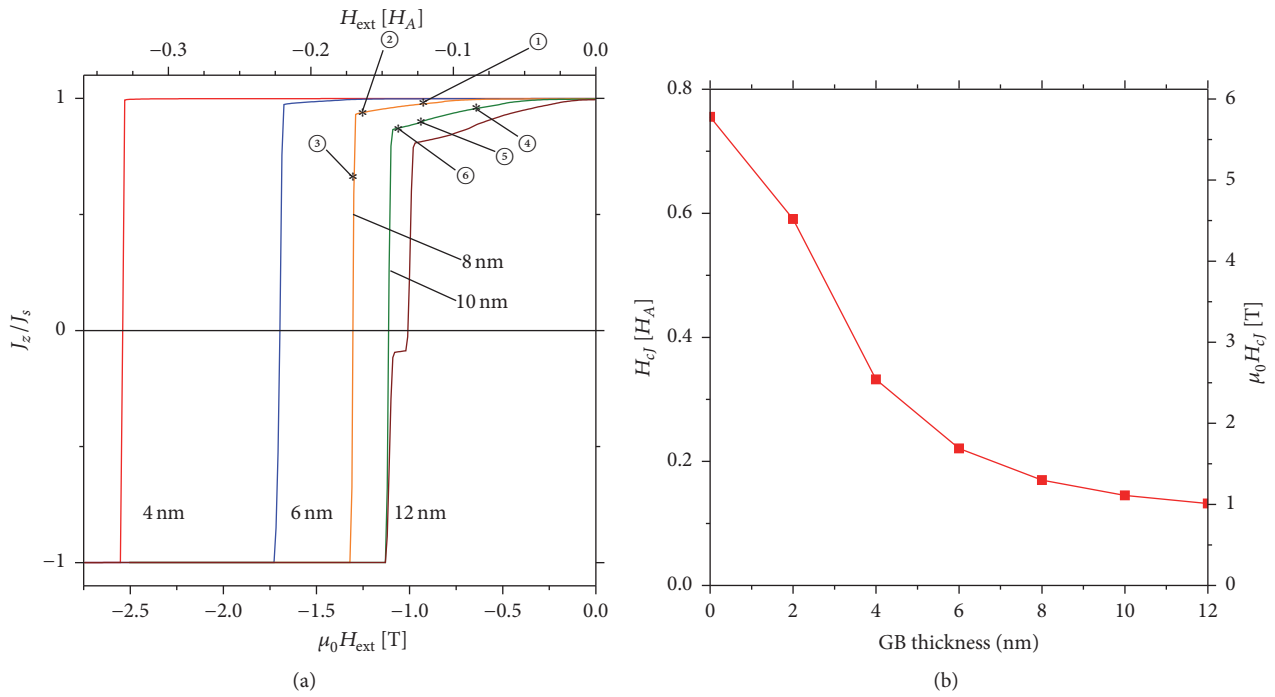 H_ext [H_A]
−0.3 −0.2 −0.1 0.0
② ①
1
③ ④
⑤
⑥
8 nm
10 nm
0
J_z/J_s
4 nm 6 nm 12 nm
−1
−2.5 −2.0 −1.5 −1.0 −0.5 0.0
μ₀H_ext [T]
(a)
0.8 6
5
0.6
4
H_cJ [H_A]
0.4 3
μ₀H_cJ [T]
2
0.2
1
0.0 0
0 2 4 6 8 10 12
GB thickness (nm)
(b)